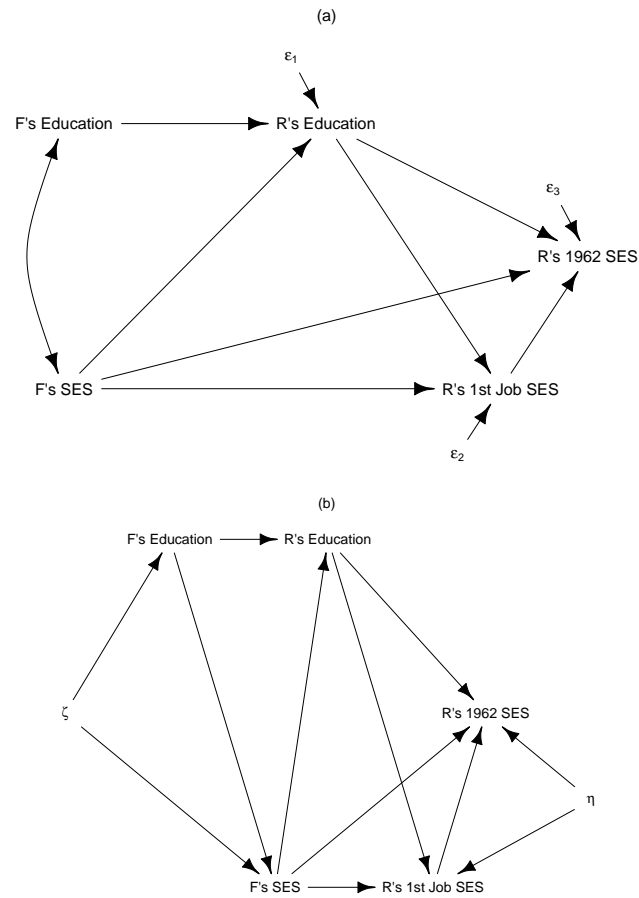 (a)
ε1
F's Education
R's Education
ε3
R's 1962 SES
F's SES
R's 1st Job SES
ε2
(b)
F's Education
R's Education
ζ
R's 1962 SES
η
F's SES
R's 1st Job SES